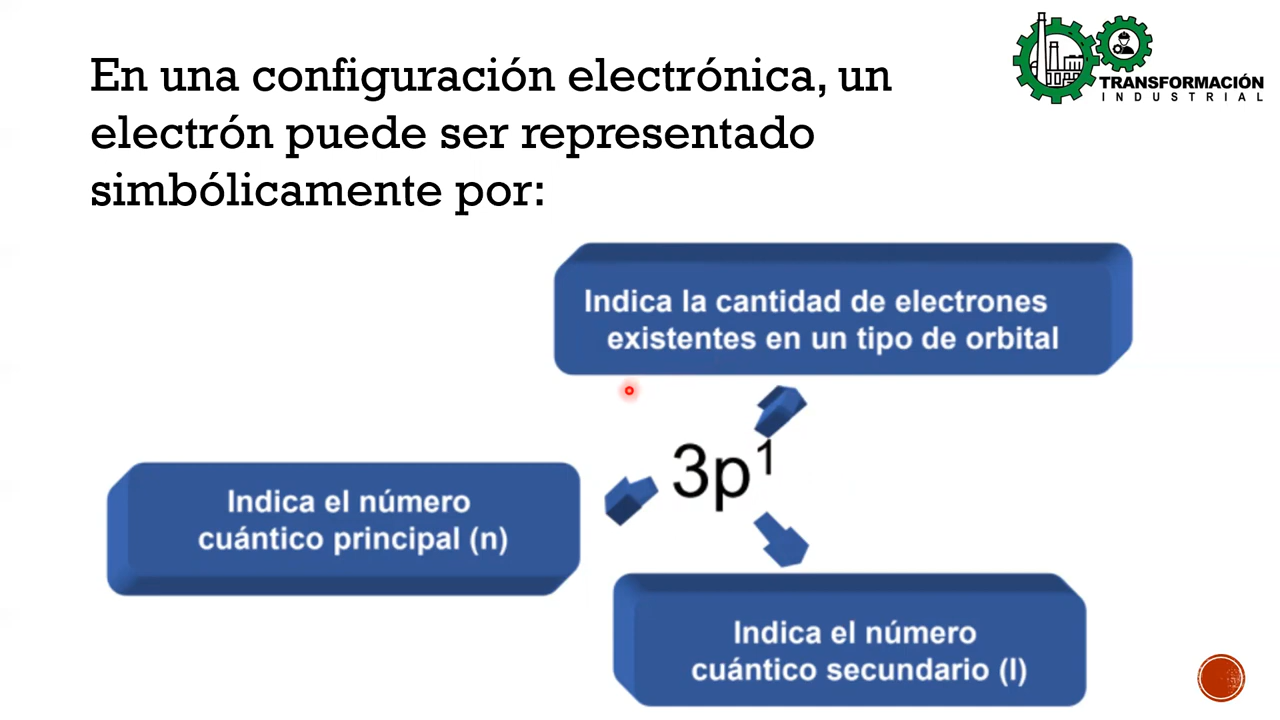 En una configuración electrónica, un
electrón puede ser representado
simbólicamente por:
TRANSFORMACIÓN
INDUSTRIAL
Indica la cantidad de electrones
existentes en un tipo de orbital
3p¹
Indica el número
cuántico principal (n)
Indica el número
cuántico secundario (l)